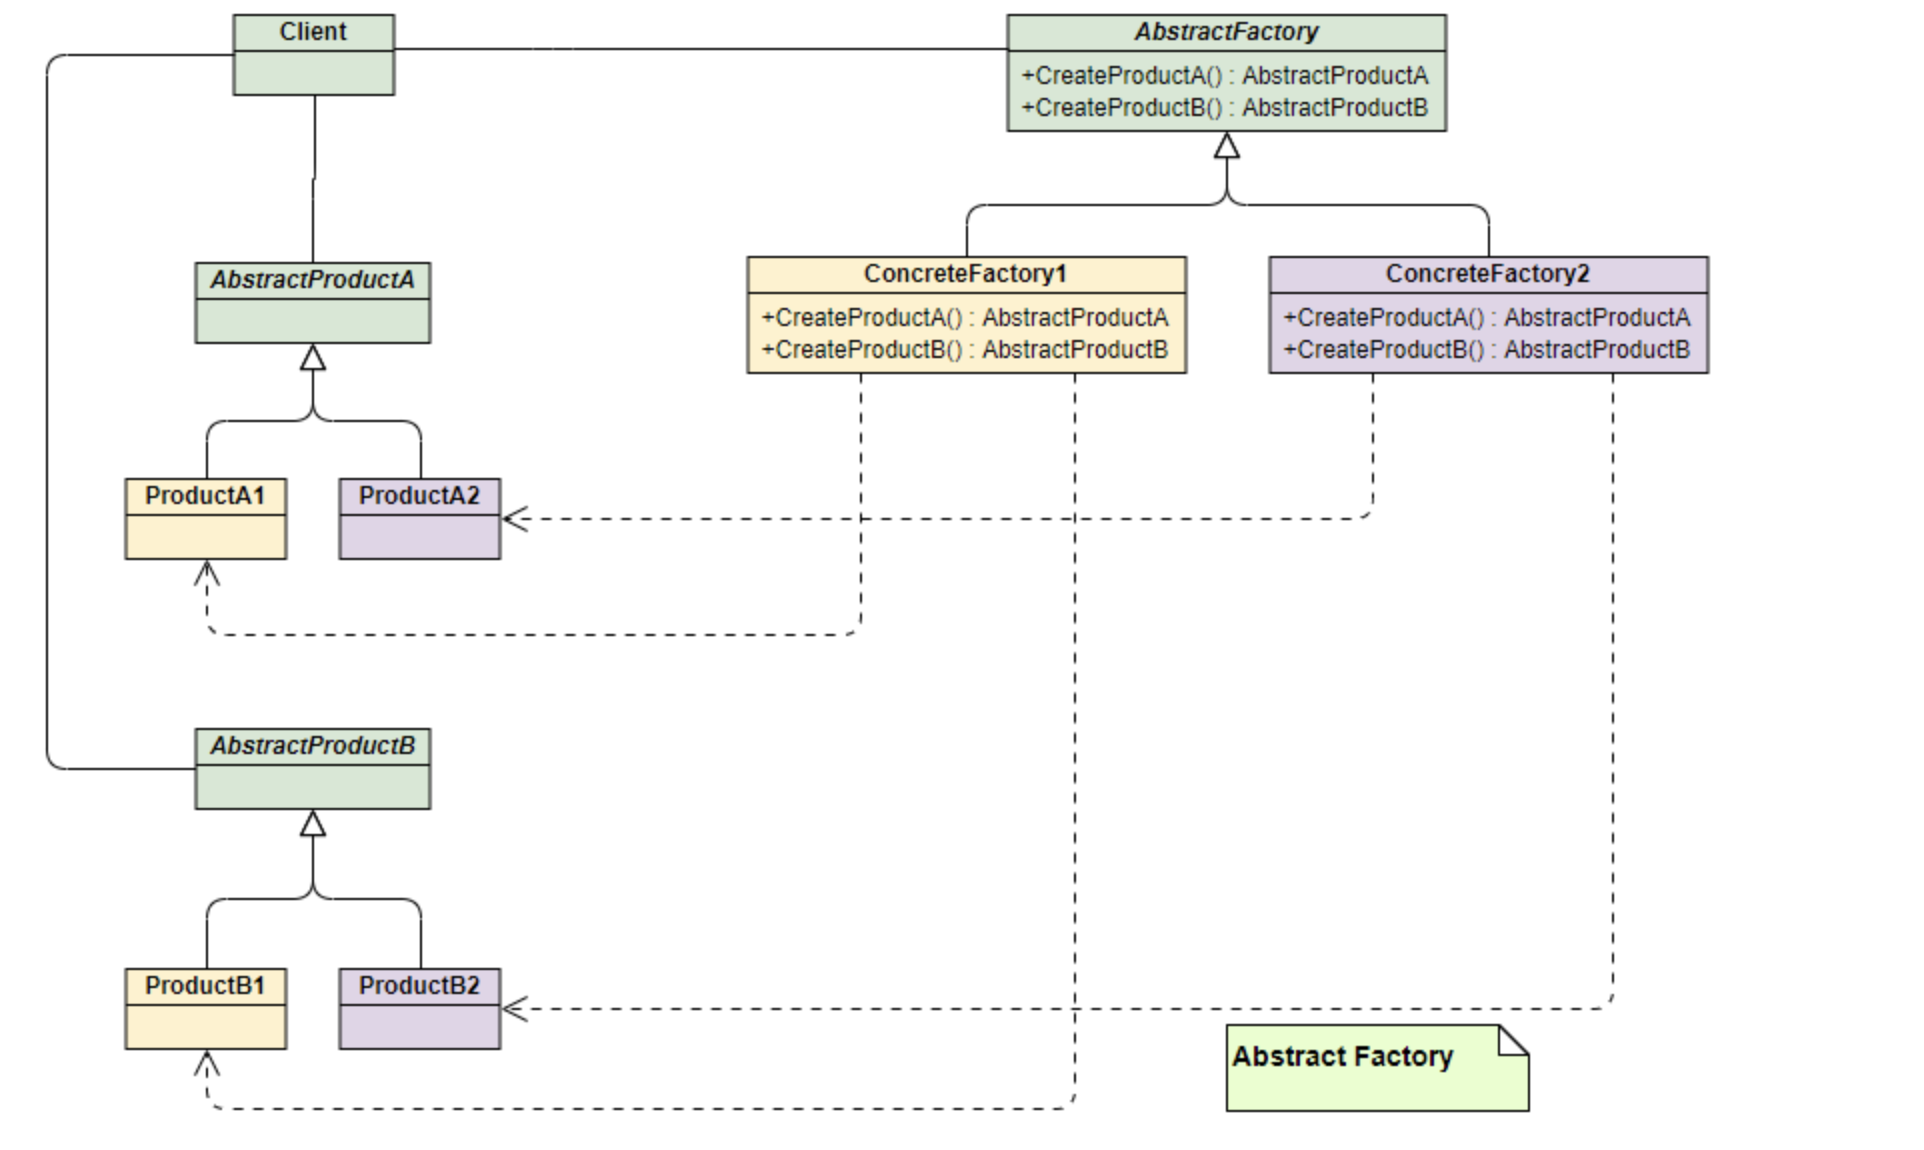 Client
AbstractFactory
+CreateProductA() : AbstractProductA
+CreateProductB() : AbstractProductB
AbstractProductA
ConcreteFactory1
+CreateProductA() : AbstractProductA
+CreateProductB() : AbstractProductB
ConcreteFactory2
+CreateProductA() : AbstractProductA
+CreateProductB() : AbstractProductB
ProductA1
ProductA2
AbstractProductB
ProductB1
ProductB2
Abstract Factory